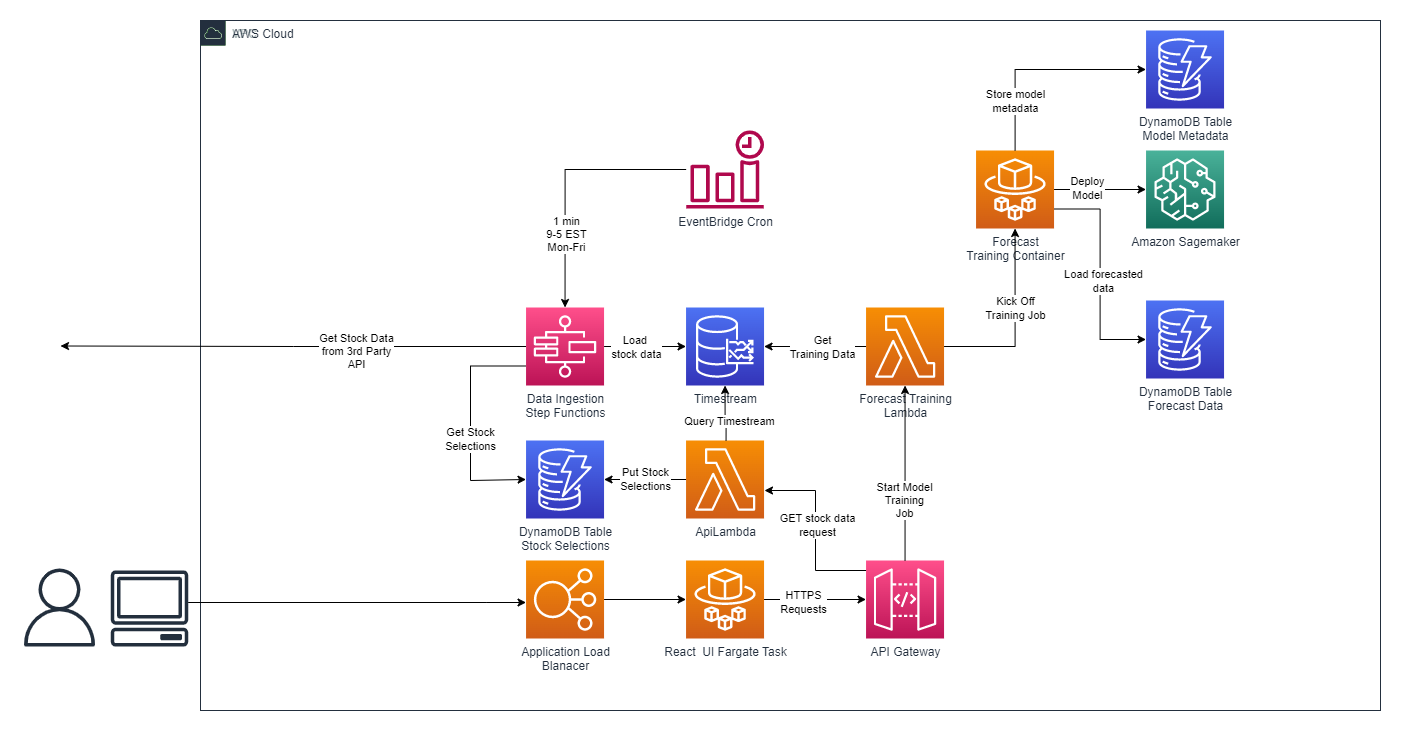 AWS Cloud
Store model
metadata
DynamoDB Table
Model Metadata
EventBridge Cron
Deploy
Model
Forecast
Training Container
Amazon Sagemaker
1 min
9-5 EST
Mon-Fri
Load forecasted
data
Kick Off
Training Job
Get Stock Data
from 3rd Party
API
Load
stock data
Get
Training Data
Data Ingestion
Step Functions
Timestream
Forecast Training
Lambda
DynamoDB Table
Forecast Data
Get Stock
Selections
Query Timestream
Put Stock
Selections
Start Model
Training
Job
GET stock data
request
DynamoDB Table
Stock Selections
ApiLambda
HTTPS
Requests
Application Load
Blanacer
React  UI Fargate Task
API Gateway